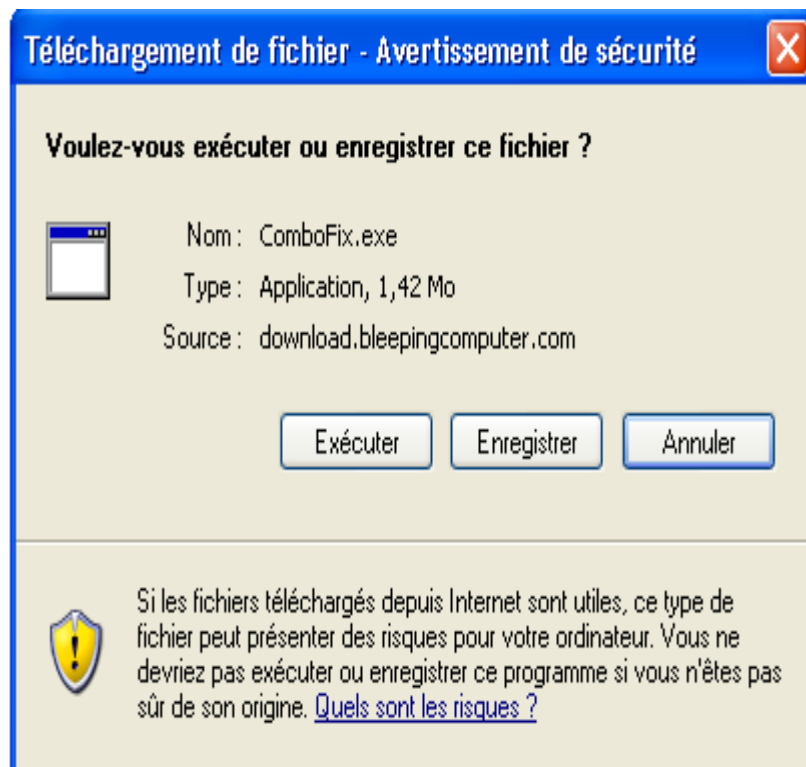 Téléchargement de fichier - Avertissement de sécurité
Voulez-vous exécuter ou enregistrer ce fichier ?
Nom : ComboFix.exe
Type : Application, 1,42 Mo
Source : download.bleepingcomputer.com
Exécuter Enregistrer Annuler
Si les fichiers téléchargés depuis Internet sont utiles, ce type de
fichier peut présenter des risques pour votre ordinateur. Vous ne
devriez pas exécuter ou enregistrer ce programme si vous n'êtes pas
sûr de son origine. Quels sont les risques ?